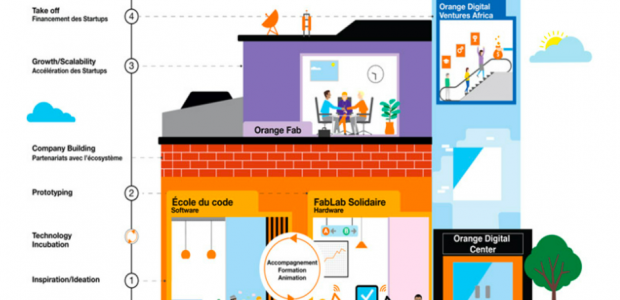 Take off
Financement des Startups
4
Orange Digital
Ventures Africa
Growth/Scalability
Accélération des Startups
3
Orange Fab
Company Building
Partenariats avec l'écosystème
Prototyping
2
École du code
Software
FabLab Solidaire
Hardware
A
B
Technology
Incubation
Orange Digital
Center
Accompagnement
Formation
Animation
Inspiration/Ideation
1